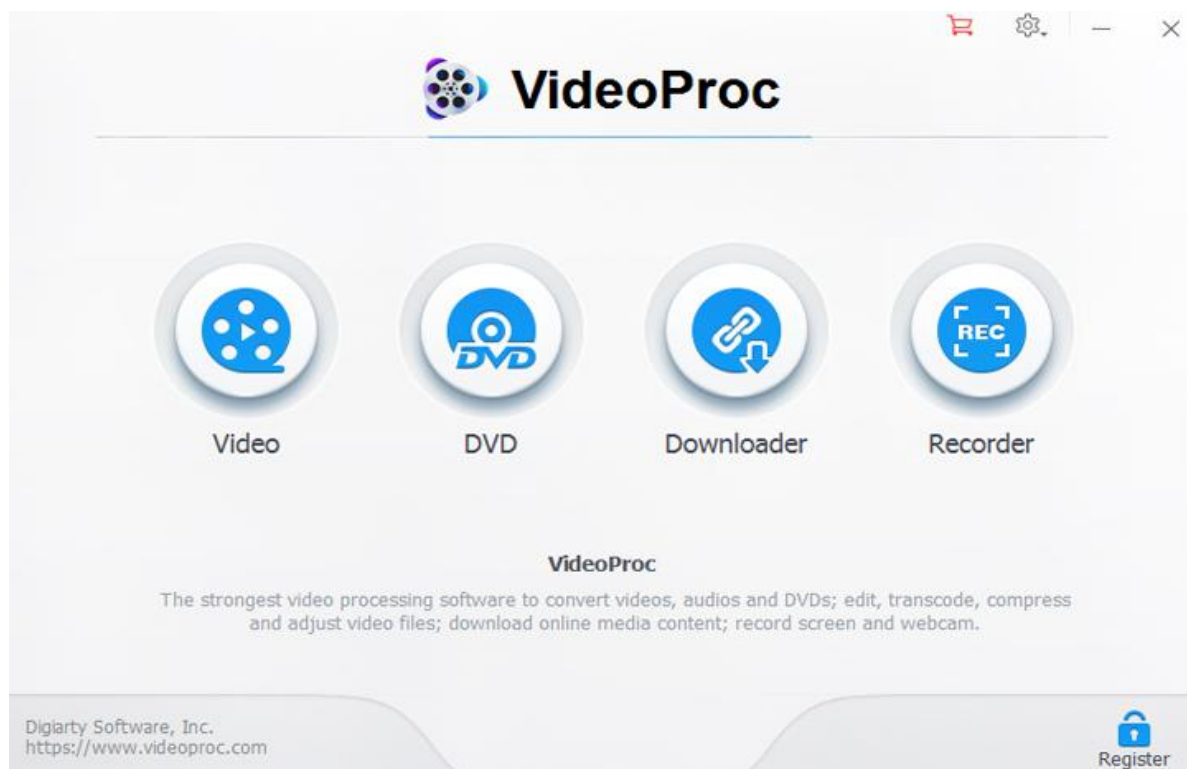 VideoProc
DVD
REC
Video
DVD
Downloader
Recorder
VideoProc
The strongest video processing software to convert videos, audios and DVDs; edit, transcode, compress
and adjust video files; download online media content; record screen and webcam.
Digiarty Software, Inc.
https://www.videoproc.com
Register